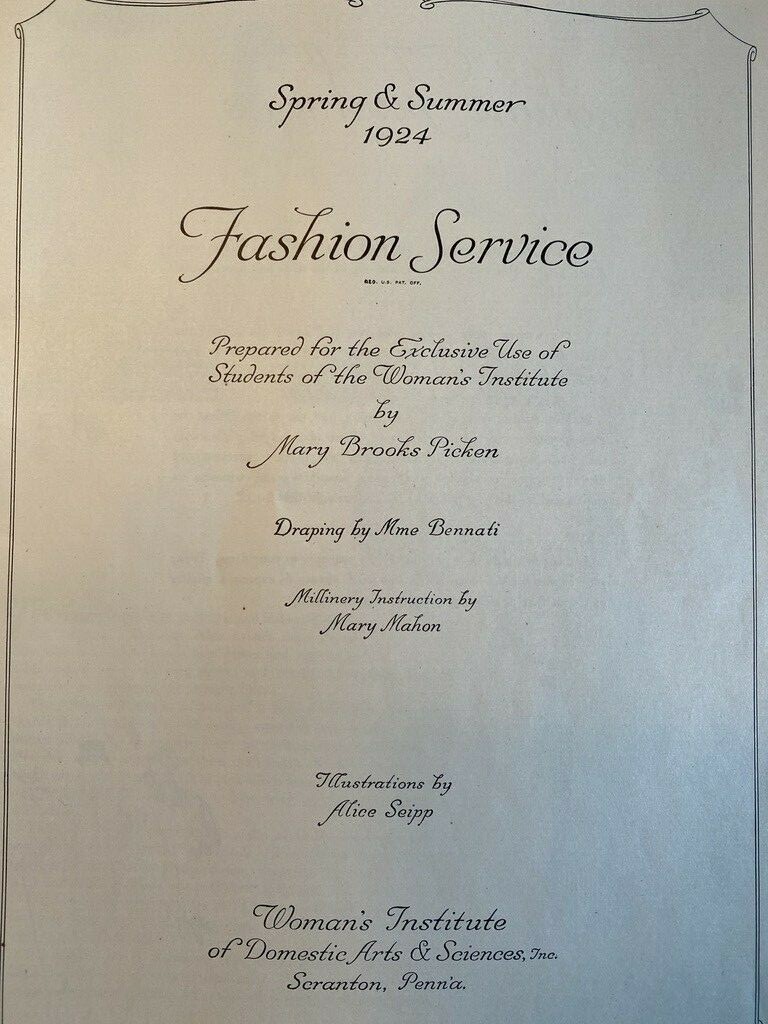 Spring & Summer
1924
Fashion Service
REG. U.S. PAT. OFF.
Prepared for the Exclusive Use of
Students of the Woman's Institute
by
Mary Brooks Picken
Draping by Mme Bennati
Millinery Instruction by
Mary Mahon
Illustrations by
Alice Seipp
Woman's Institute
of Domestic Arts & Sciences, Inc.
Scranton, Penn'a.